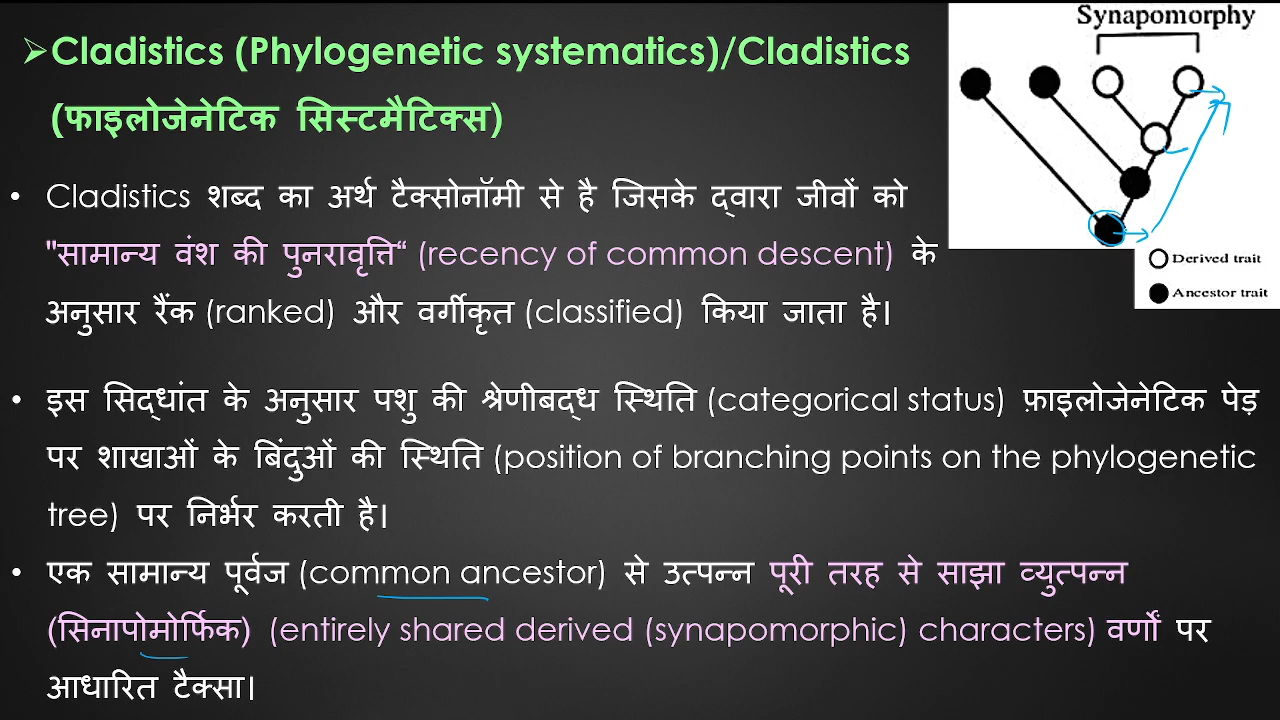 ➢Cladistics (Phylogenetic systematics)/Cladistics
(फाइलोजेनेटिक सिस्टमैटिक्स)
• Cladistics शब्द का अर्थ टैक्सोनॉमी से है जिसके द्वारा जीवों को
"सामान्य वंश की पुनरावृत्ति“ (recency of common descent) के
अनुसार रैंक (ranked) और वर्गीकृत (classified) किया जाता है।
• इस सिद्धांत के अनुसार पशु की श्रेणीबद्ध स्थिति (categorical status) फ़ाइलोजेनेटिक पेड़
पर शाखाओं के बिंदुओं की स्थिति (position of branching points on the phylogenetic
tree) पर निर्भर करती है।
• एक सामान्य पूर्वज (common ancestor) से उत्पन्न पूरी तरह से साझा व्युत्पन्न
(सिनापोमोर्फिक) (entirely shared derived (synapomorphic) characters) वर्णों पर
आधारित टैक्सा।
Synapomorphy
Derived trait
Ancestor trait